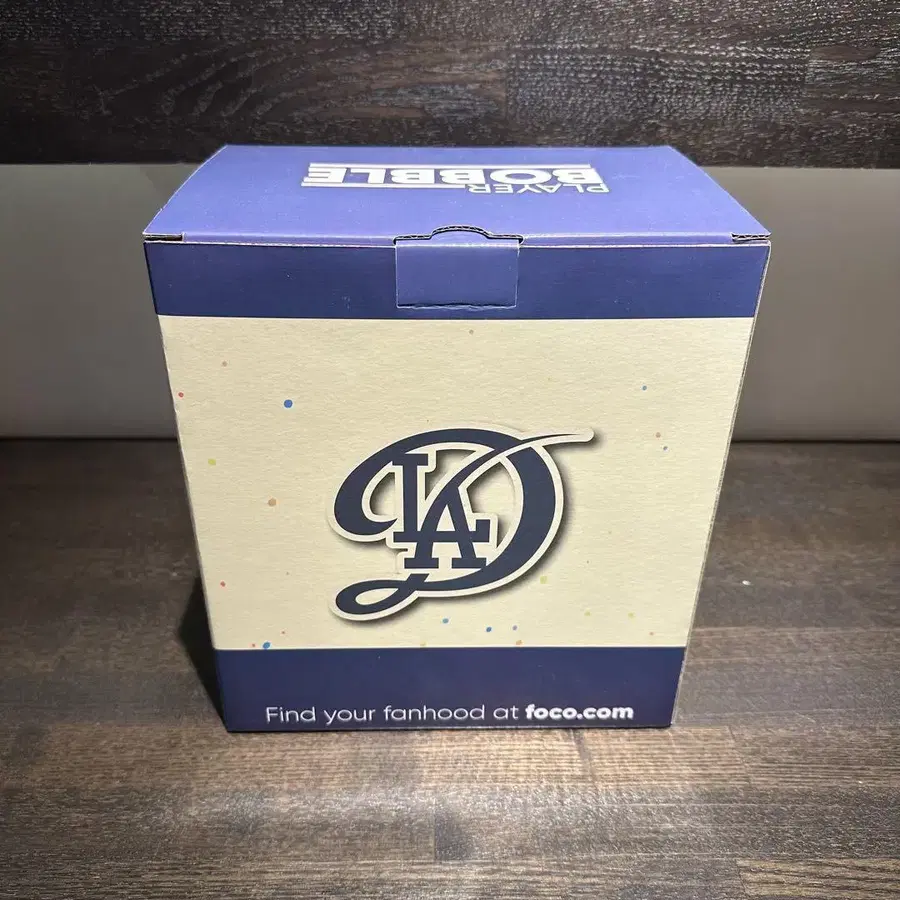 PLAYER
BOBBLE
LA D
Find your fanhood at foco.com